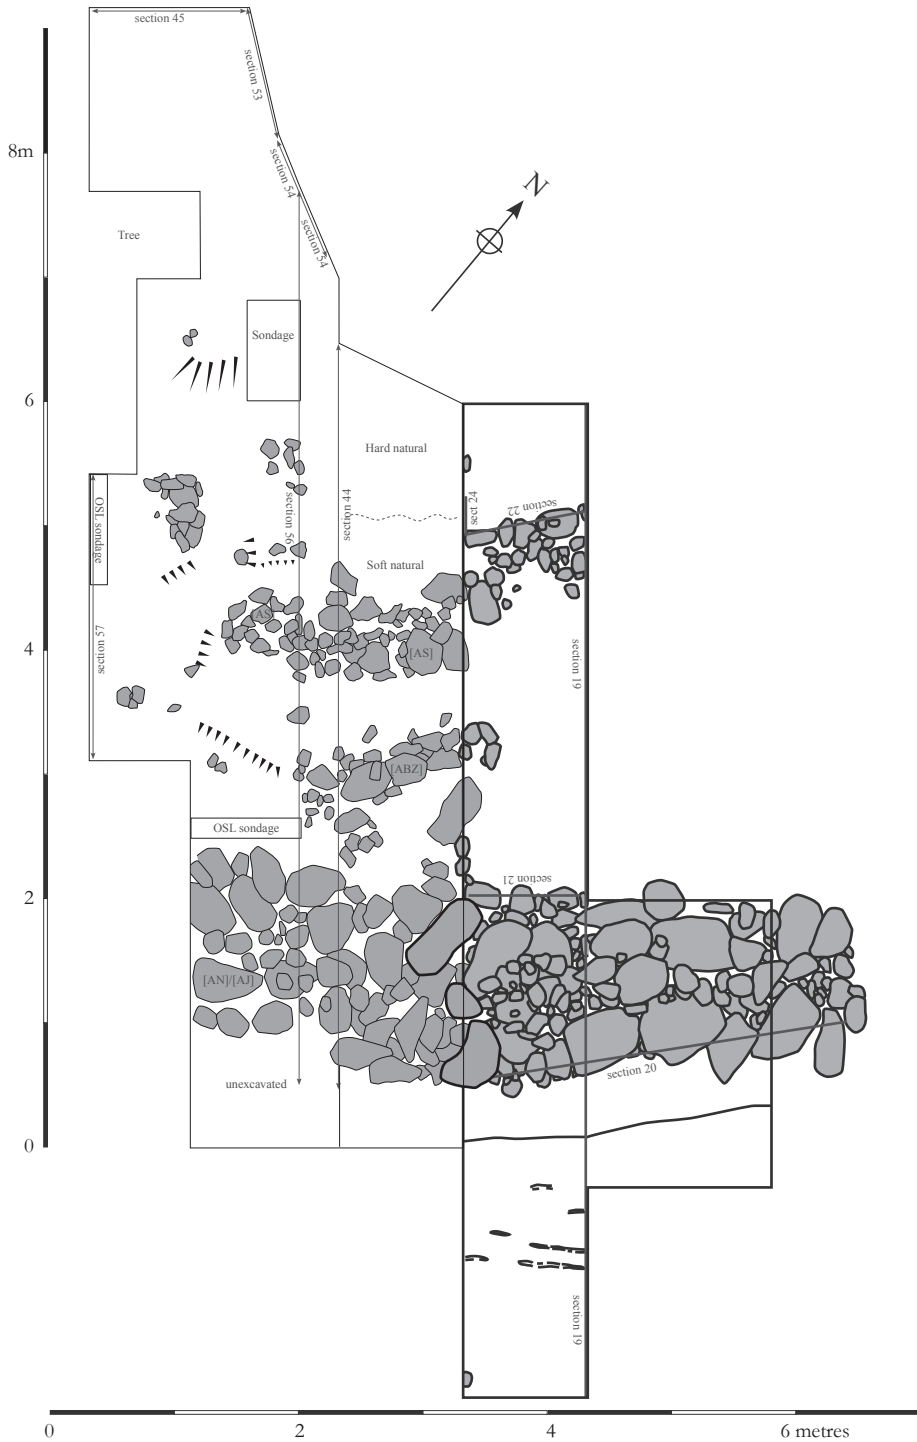 section 45
section 53
8m
section 54
N
Tree
section 54
Sondage
6
Hard natural
sect 24
section 22
OSL sondage
section 56
section 44
Soft natural
[AS]
4
section 57
[AS]
section 19
[ABZ]
OSL sondage
section 21
2
[AN]/[AJ]
unexcavated
section 20
0
section 19
0
2
4
6 metres